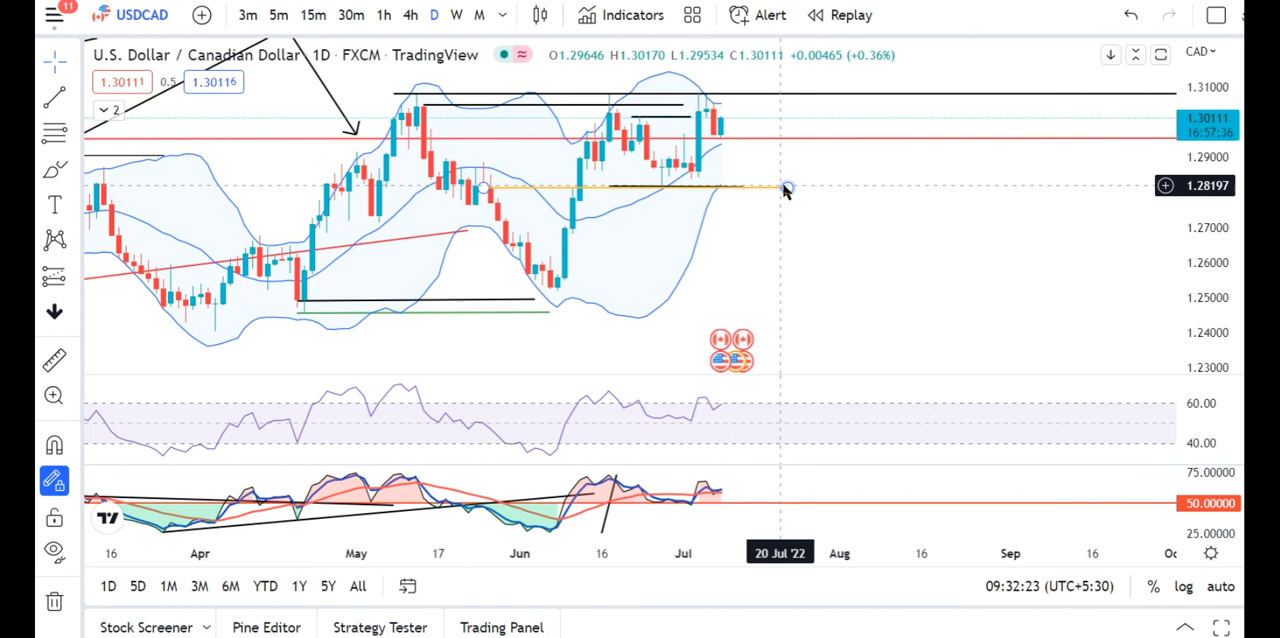 11
USDCAD
3m 5m 15m 30m 1h 4h D W M
Indicators
Alert
Replay
U.S. Dollar / Canadian Dollar · 1D · FXCM · TradingView
≈
O1.29646 H1.30170 L1.29534 C1.30111 +0.00465 (+0.36%)
CAD
1.30111
0.5
1.30116
2
1.31000
1.30111
16:57:36
1.29000
1.28197
1.27000
1.26000
1.25000
1.24000
1.23000
60.00
40.00
75.00000
50.00000
25.00000
16 Apr May 17 Jun 16 Jul 20 Jul '22 Aug 16 Sep 16
1D 5D 1M 3M 6M YTD 1Y 5Y All
09:32:23 (UTC+5:30)
% log auto
Stock Screener
Pine Editor
Strategy Tester
Trading Panel